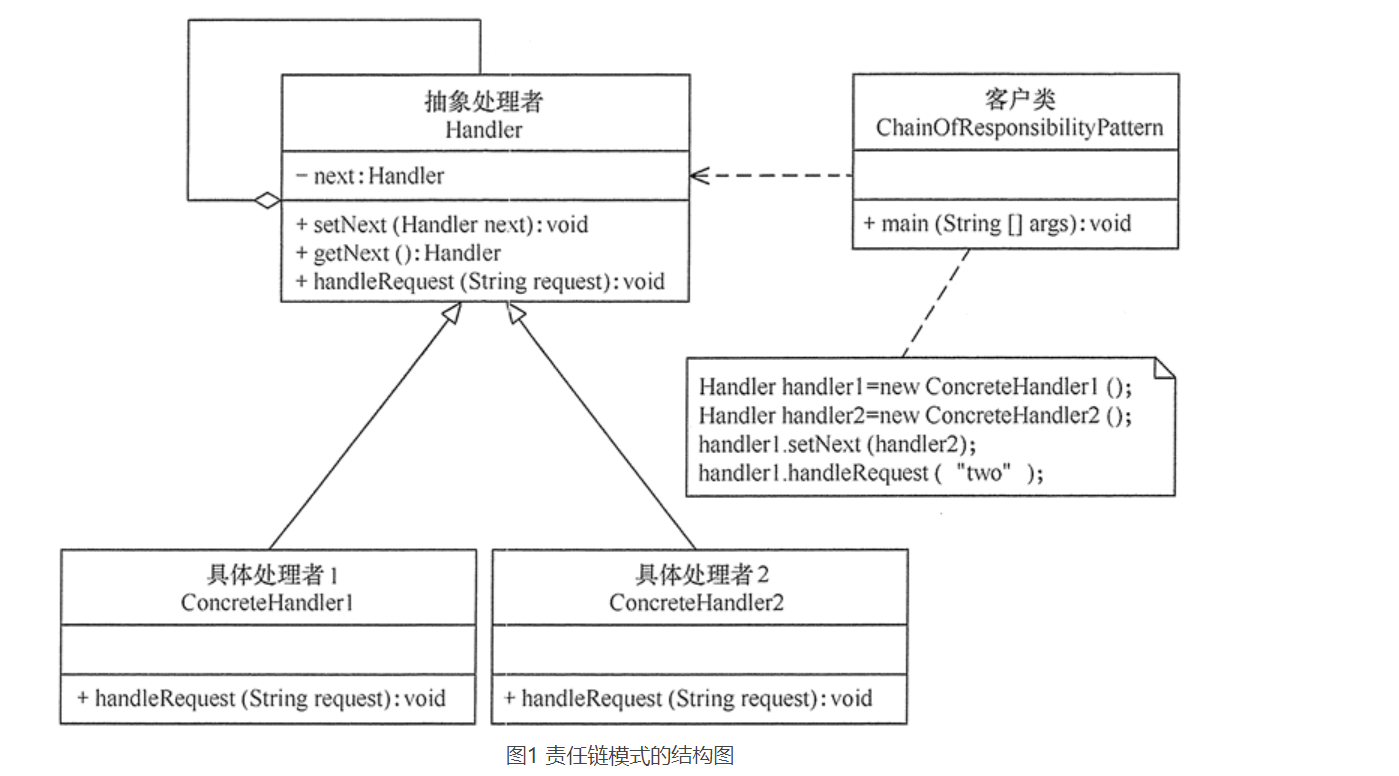 抽象处理者
Handler
- next:Handler
+ setNext (Handler next):void
+ getNext ():Handler
+ handleRequest (String request):void
客户类
ChainOfResponsibilityPattern
+ main (String [] args):void
Handler handler1=new ConcreteHandler1 ();
Handler handler2=new ConcreteHandler2 ();
handler1.setNext (handler2);
handler1.handleRequest ( "two" );
具体处理者1
ConcreteHandler1
+ handleRequest (String request):void
具体处理者2
ConcreteHandler2
+ handleRequest (String request):void
图1 责任链模式的结构图